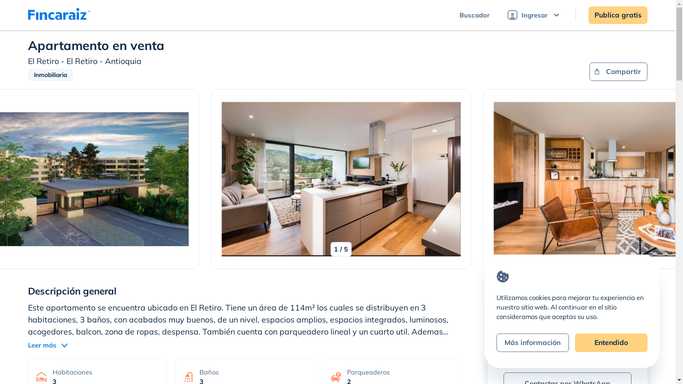 Fincaraiz
Buscador
Ingresar
Publica gratis
Apartamento en venta
El Retiro - El Retiro - Antioquia
Inmobiliaria
Compartir
1 / 5
Descripción general
Este apartamento se encuentra ubicado en El Retiro. Tiene un área de 114m² los cuales se distribuyen en 3
habitaciones, 3 baños, con acabados muy buenos, de un nivel, espacios amplios, espacios integrados, luminosos,
acogedores, balcon, zona de ropas, despensa. También cuenta con parqueadero lineal y un cuarto util. Ademas...
Leer más
Habitaciones
3
Baños
3
Parqueaderos
2
Utilizamos cookies para mejorar tu experiencia en
nuestro sitio web. Al continuar en el sitio
consideramos que aceptas su uso.
Más información
Entendido
Contactar por WhatsApp